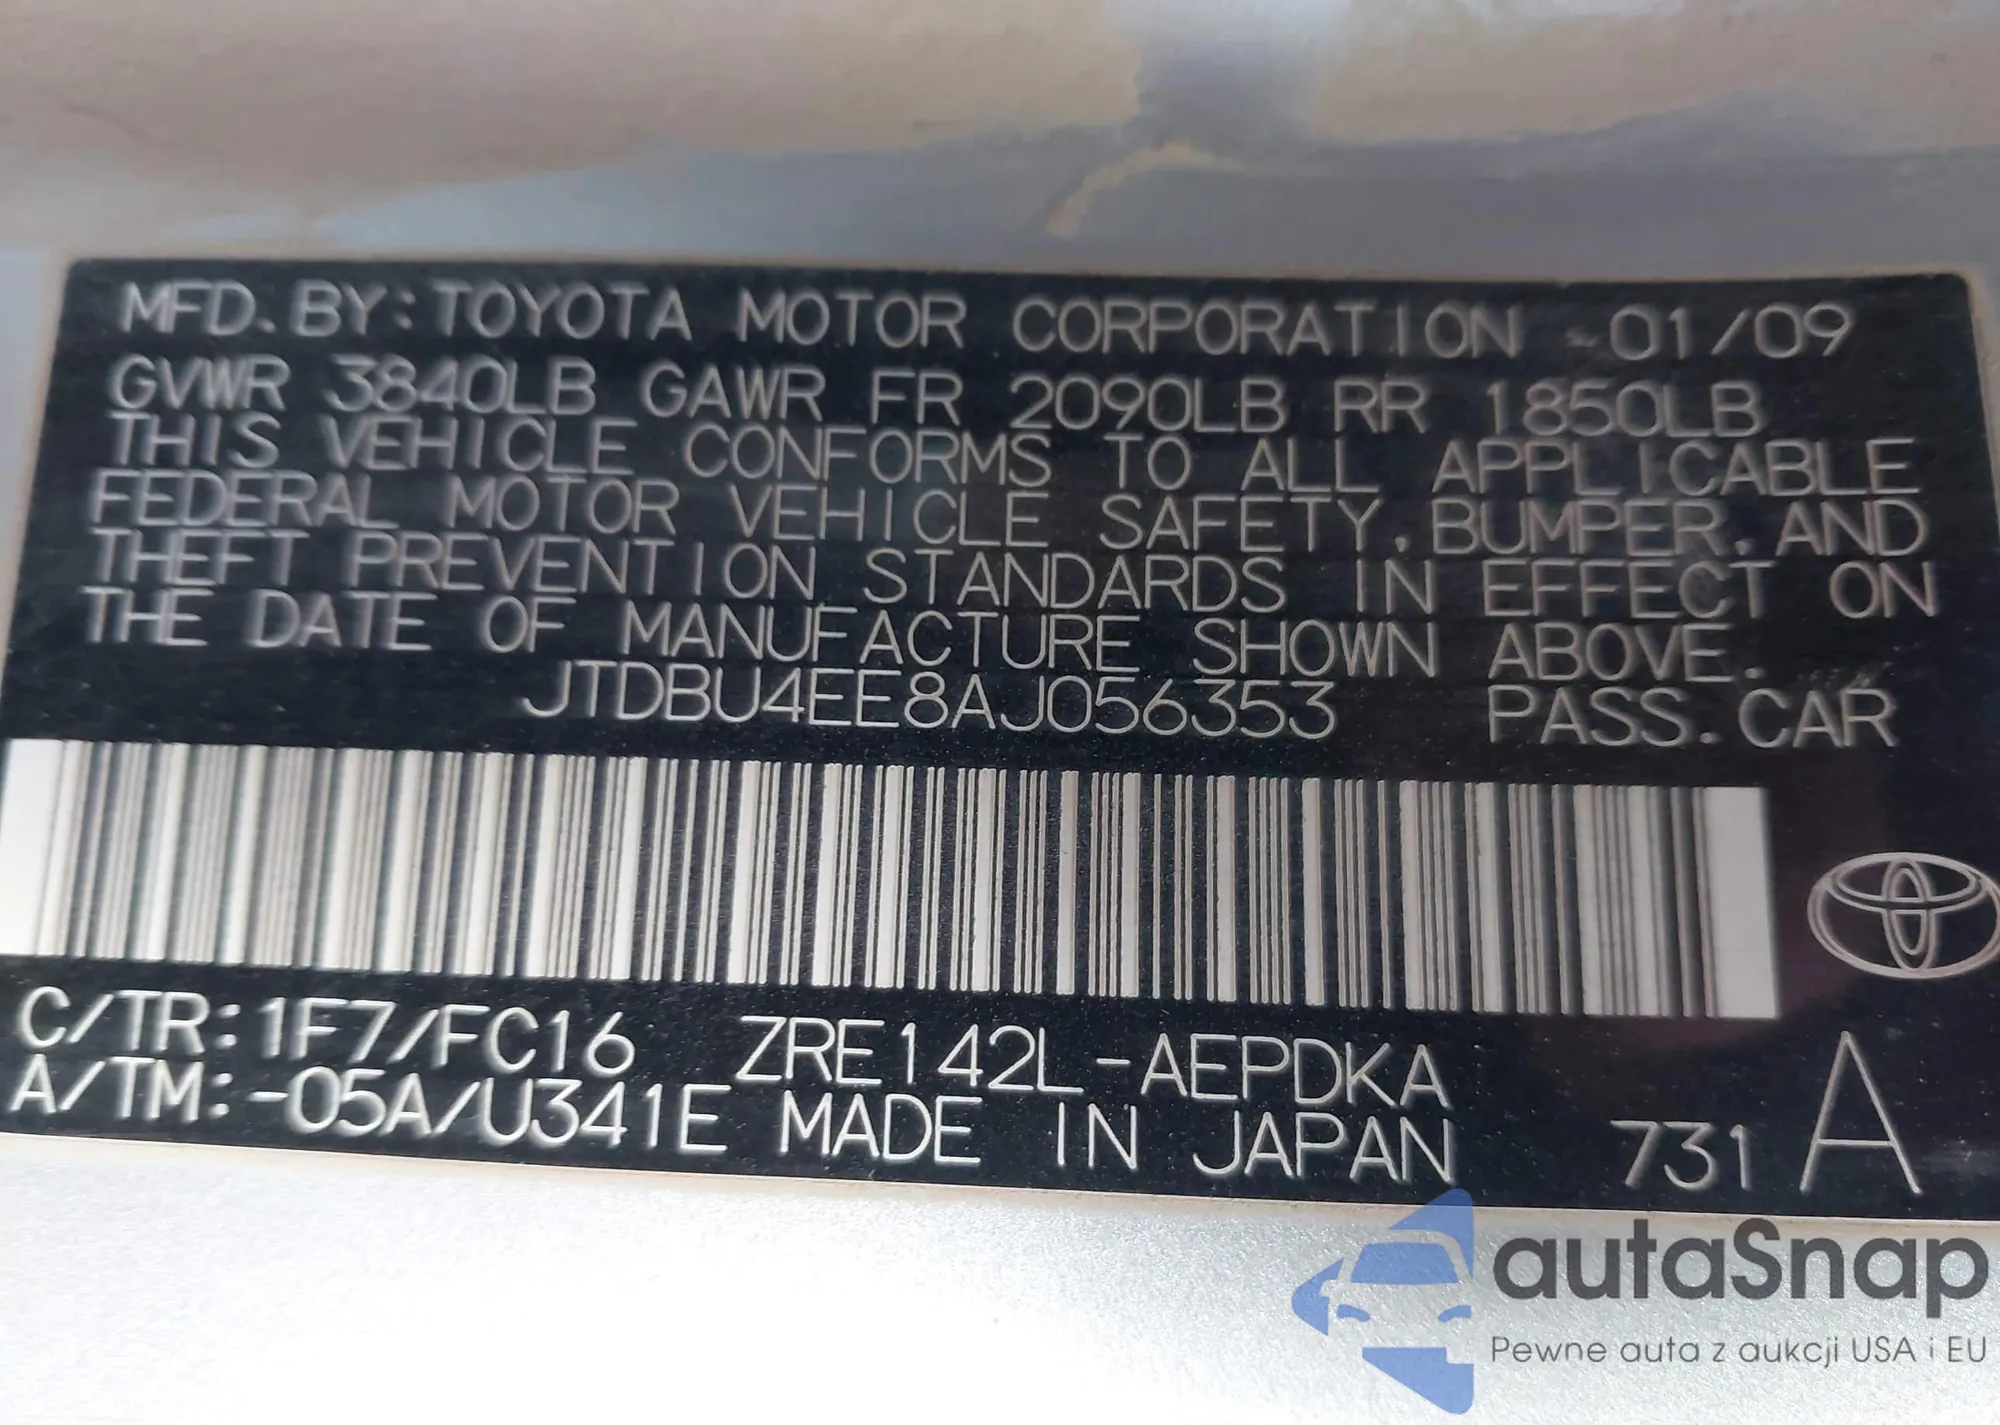 MFD. BY: TOYOTA MOTOR CORPORATION 01/09
GVWR 3840LB GAWR FR 2090LB RR 1850LB
THIS VEHICLE CONFORMS TO ALL APPLICABLE
FEDERAL MOTOR VEHICLE SAFETY, BUMPER, AND
THEFT PREVENTION STANDARDS IN EFFECT ON
THE DATE OF MANUFACTURE SHOWN ABOVE.
JTDBU4EE8AJ056353 PASS. CAR
C/TR: 1F7/FC16 ZRE142L-AEPDKA
A/TM: -05A/U341E MADE IN JAPAN 731 A
autaSnap
Pewne auta z aukcji USA i EU